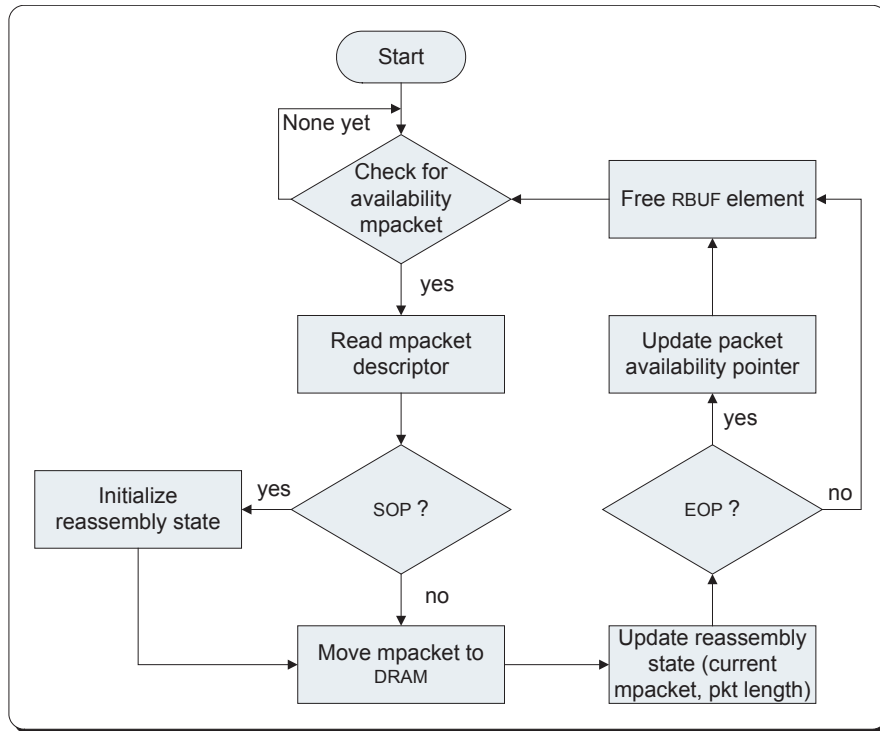 Start
None yet
Check for
availability
mpacket
yes
Read mpacket
descriptor
SOP ?
yes
Initialize
reassembly state
no
Move mpacket to
DRAM
Update reassembly
state (current
mpacket, pkt length)
EOP ?
yes
no
Update packet
availability pointer
Free RBUF element